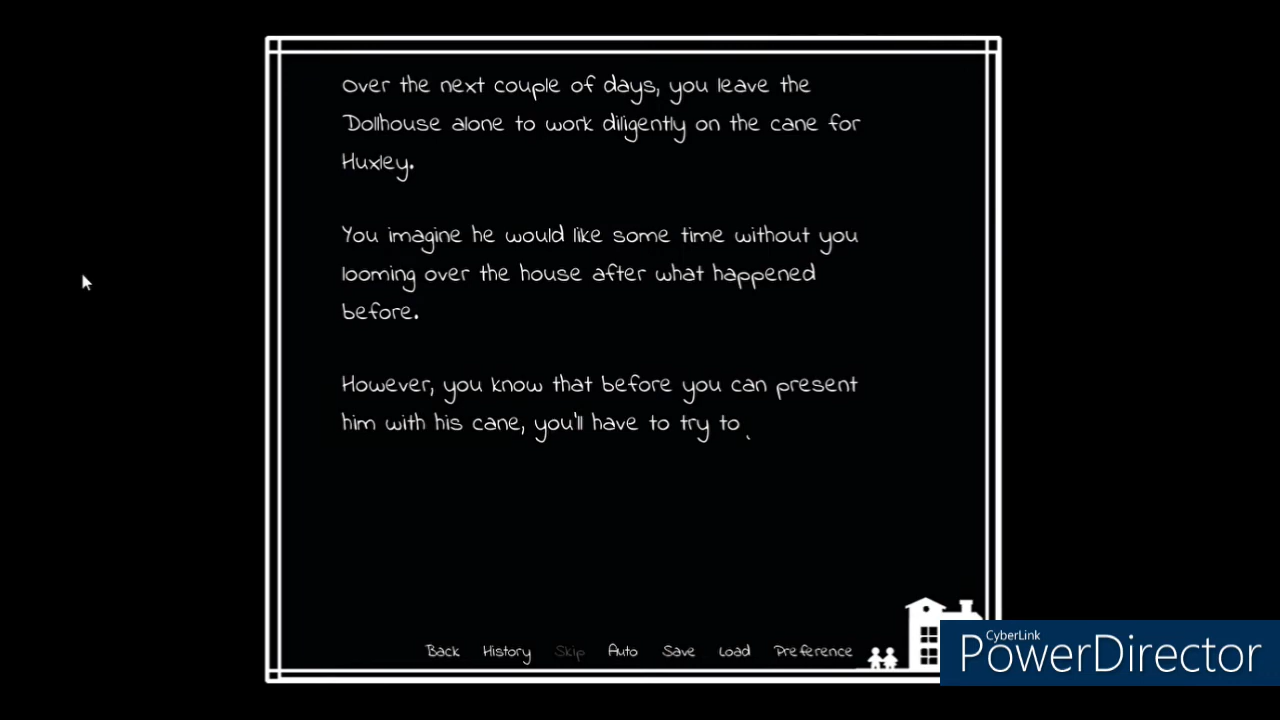 Over the next couple of days, you leave the
Dollhouse alone to work diligently on the cane for
Huxley.
You imagine he would like some time without you
looming over the house after what happened
before.
However, you know that before you can present
him with his cane, you'll have to try to
Back History Skip Auto Save Load Preference
CyberLink
PowerDirector